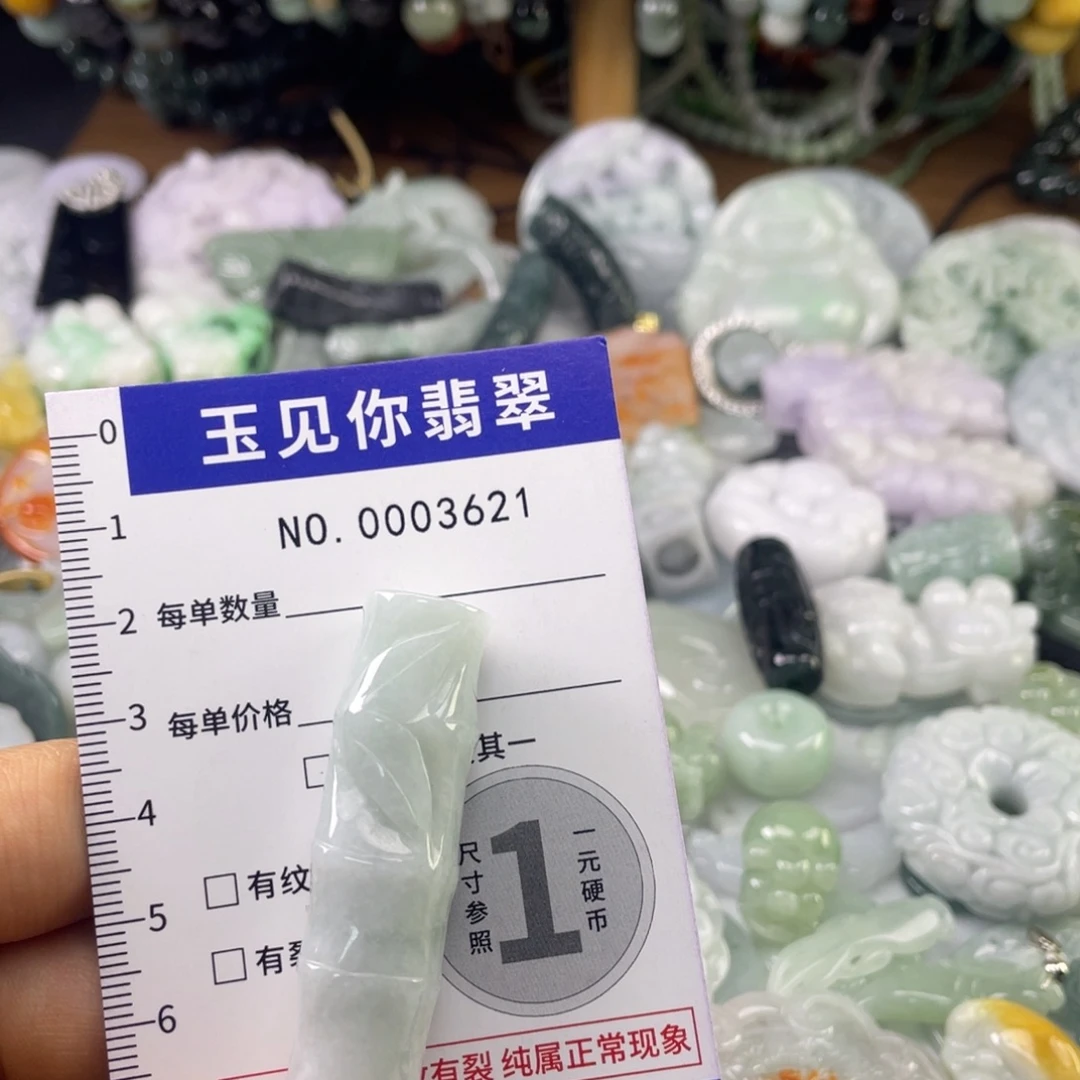 玉见你翡翠
NO. 0003621
0
1
2
3
4
5
6
每单数量
每单价格
其一
1
尺寸参照
一元硬币
有纹
有裂
有裂 纯属正常现象